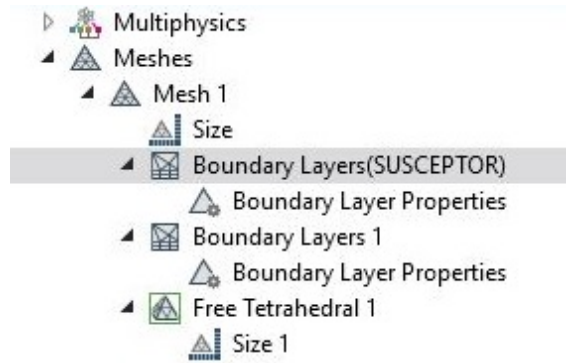 Multiphysics
Meshes
Mesh 1
Size
Boundary Layers(SUSCEPTOR)
Boundary Layer Properties
Boundary Layers 1
Boundary Layer Properties
Free Tetrahedral 1
Size 1